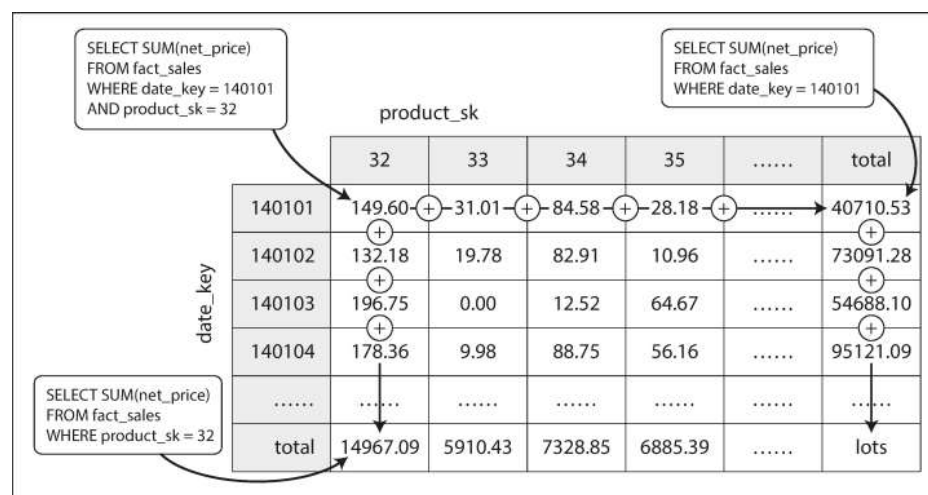 SELECT SUM(net_price)
FROM fact_sales
WHERE date_key = 140101
AND product_sk = 32
SELECT SUM(net_price)
FROM fact_sales
WHERE date_key = 140101
product_sk
32 33 34 35 ...... total
140101 149.60 + 31.01 + 84.58 + 28.18 + ...... 40710.53
+ +
140102 132.18 19.78 82.91 10.96 ...... 73091.28
+ +
140103 196.75 0.00 12.52 64.67 ...... 54688.10
+ +
140104 178.36 9.98 88.75 56.16 ...... 95121.09
...... ...... ...... ...... ...... ...... ......
total 14967.09 5910.43 7328.85 6885.39 ...... lots
date_key
SELECT SUM(net_price)
FROM fact_sales
WHERE product_sk = 32